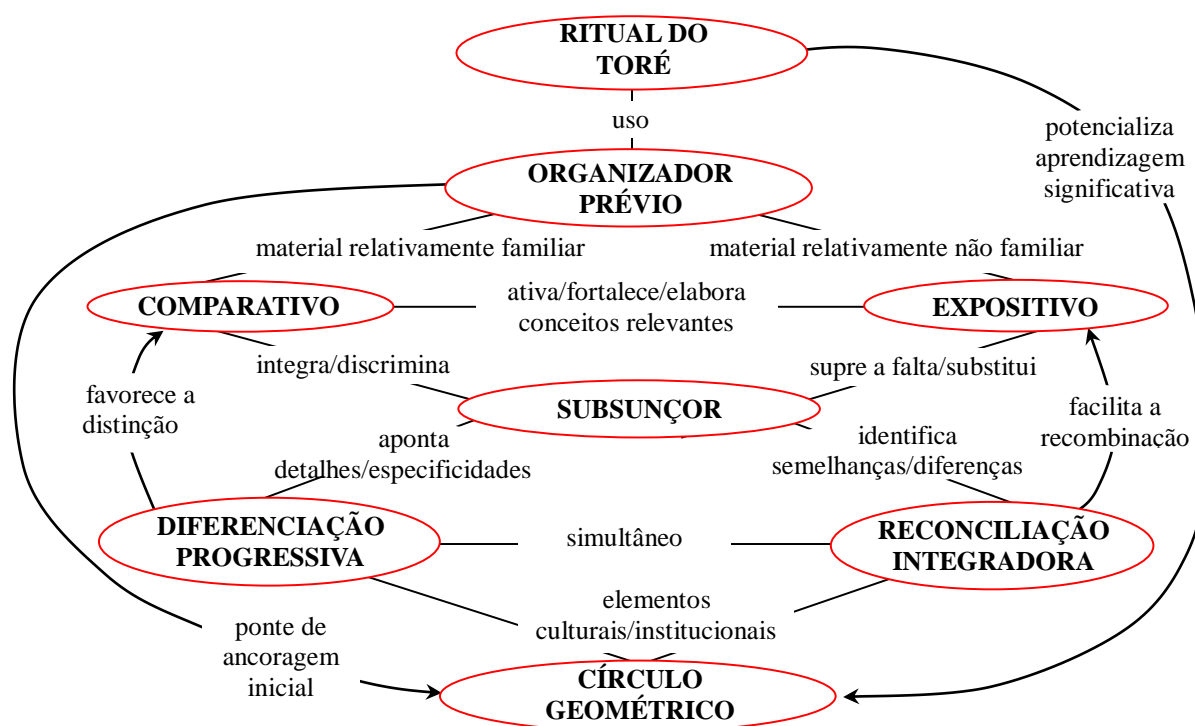 RITUAL DO
TORÉ
uso
potencializa
aprendizagem
significativa
ORGANIZADOR
PRÉVIO
material relativamente familiar
material relativamente não familiar
COMPARATIVO
ativa/fortalece/elabora
conceitos relevantes
EXPOSITIVO
integra/discrimina
supre a falta/substitui
favorece a
distinção
SUBSUNÇOR
facilita a
recombinação
aponta
detalhes/especificidades
identifica
semelhanças/diferenças
DIFERENCIAÇÃO
PROGRESSIVA
simultâneo
RECONCILIAÇÃO
INTEGRADORA
elementos
culturais/institucionais
ponte de
ancoragem
inicial
CÍRCULO
GEOMÉTRICO